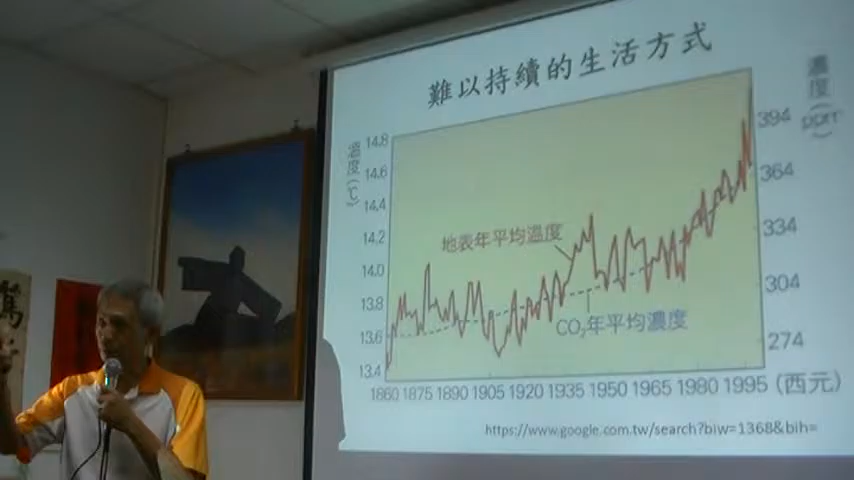 難以持續的生活方式
溫度(℃)
濃度(ppm)
14.8
14.6
14.4
14.2
14.0
13.8
13.6
13.4
394
364
334
304
274
地表年平均溫度
CO₂年平均濃度
1860 1875 1890 1905 1920 1935 1950 1965 1980 1995 (西元)
https://www.google.com.tw/search?biw=1368&bih=
萬